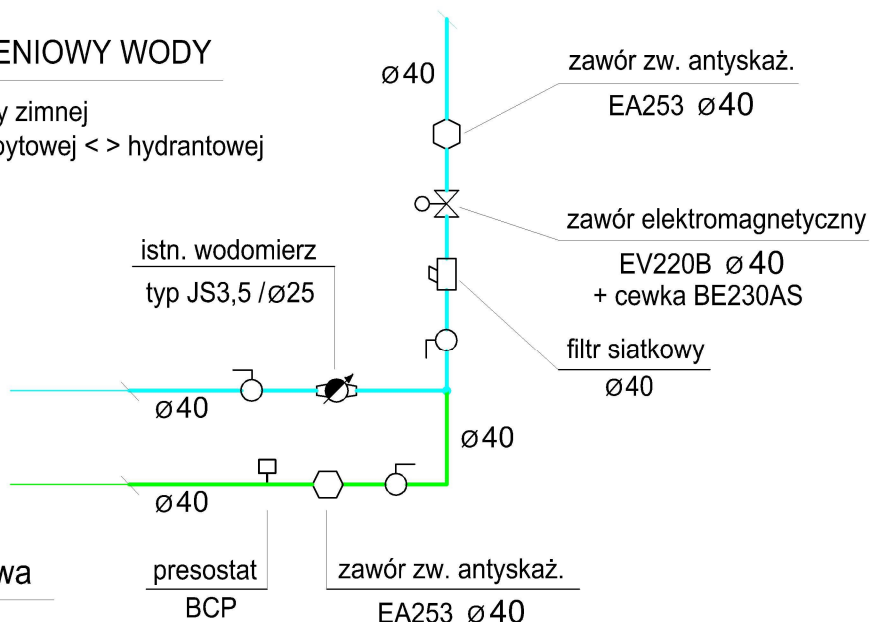 ENIOWY WODY
y zimnej
bytowej < > hydrantowej
ø40
zawór zw. antyskaż.
EA253 ø40
zawór elektromagnetyczny
EV220B ø40
+ cewka BE230AS
istn. wodomierz
typ JS3,5 /ø25
filtr siatkowy
ø40
ø40
ø40
ø40
wa
presostat
BCP
zawór zw. antyskaż.
EA253 ø40